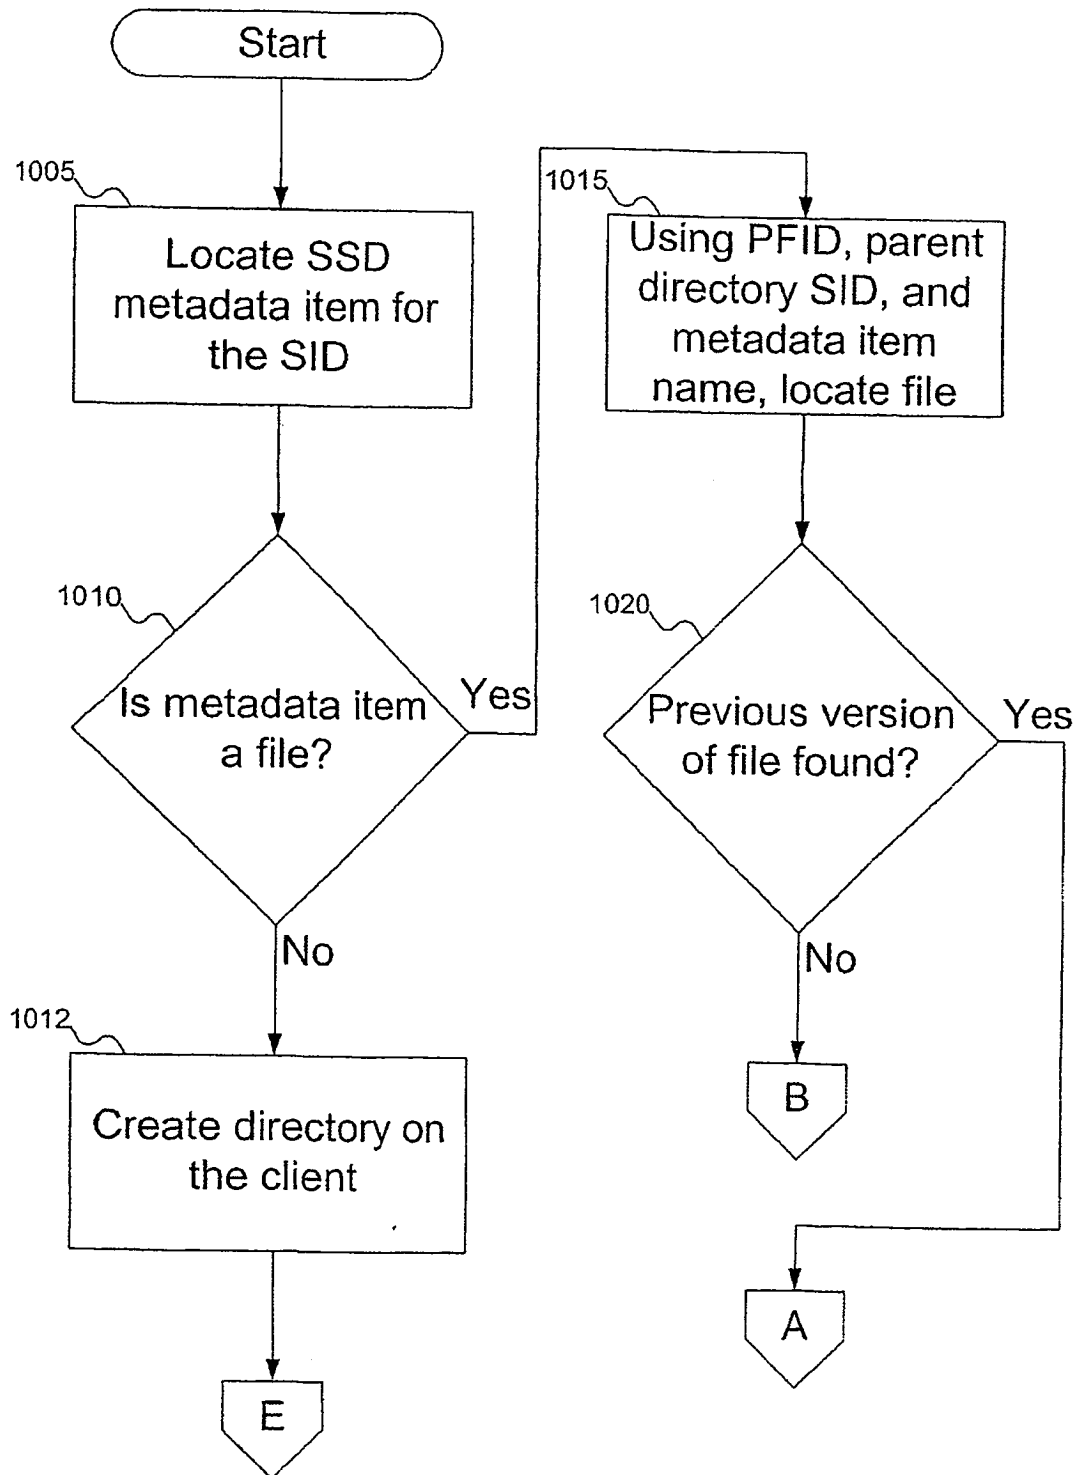 Start
1005
Locate SSD
metadata item for
the SID
1010
Is metadata item
a file?
Yes
No
1012
Create directory on
the client
E
1015
Using PFID, parent
directory SID, and
metadata item
name, locate file
1020
Previous version
of file found?
Yes
No
B
A